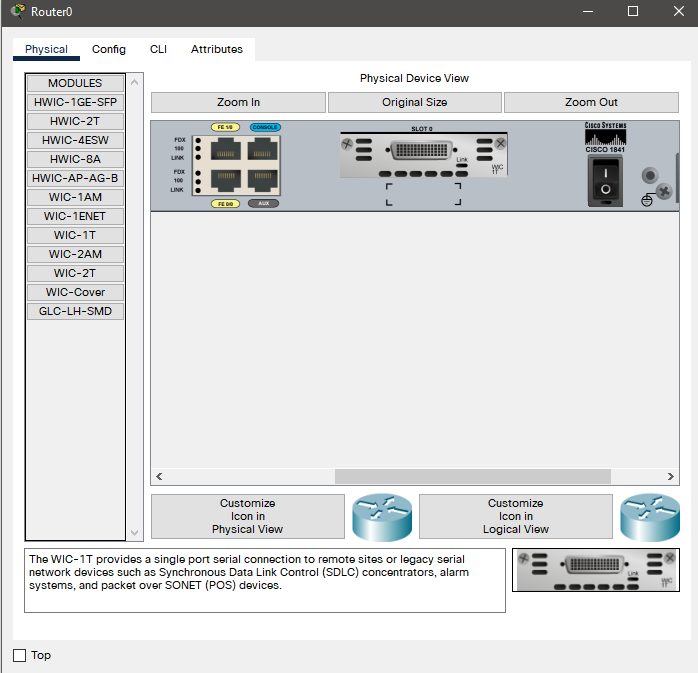 Router0
Physical
Config
CLI
Attributes
MODULES
HWIC-1GE-SFP
HWIC-2T
HWIC-4ESW
HWIC-8A
HWIC-AP-AG-B
WIC-1AM
WIC-1ENET
WIC-1T
WIC-2AM
WIC-2T
WIC-Cover
GLC-LH-SMD
Physical Device View
Zoom In
Original Size
Zoom Out
FE 1/0
CONSOLE
FDX
100
LINK
FDX
100
LINK
FE 0/0
AUX
SLOT 0
Link
WIC
1T
CISCO SYSTEMS
CISCO 1841
I
O
Customize
Icon in
Physical View
Customize
Icon in
Logical View
The WIC-1T provides a single port serial connection to remote sites or legacy serial
network devices such as Synchronous Data Link Control (SDLC) concentrators, alarm
systems, and packet over SONET (POS) devices.
Link
WIC
1T
Top